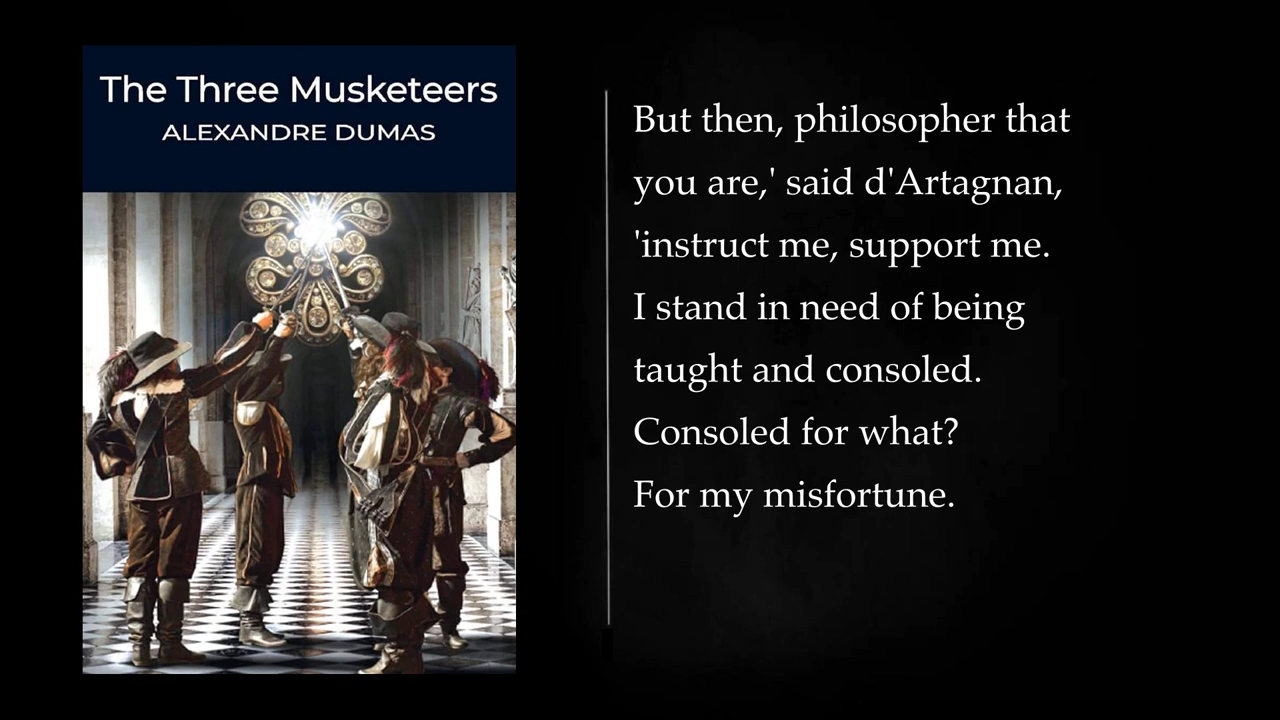 The Three Musketeers
ALEXANDRE DUMAS
But then, philosopher that
you are,' said d'Artagnan,
'instruct me, support me.
I stand in need of being
taught and consoled.
Consoled for what?
For my misfortune.